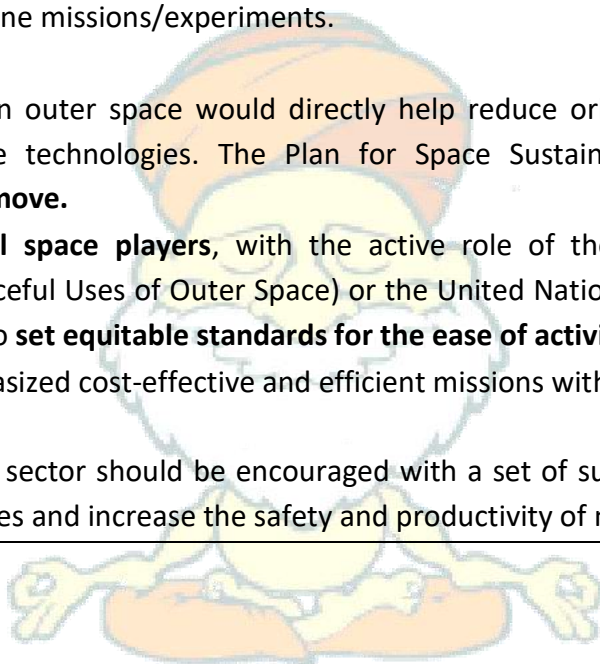 ne missions/experiments.
n outer space would directly help reduce or
e technologies. The Plan for Space Sustain
move.
l space players, with the active role of the
ceful Uses of Outer Space) or the United Natio
o set equitable standards for the ease of activi
asized cost-effective and efficient missions with
sector should be encouraged with a set of su
es and increase the safety and productivity of